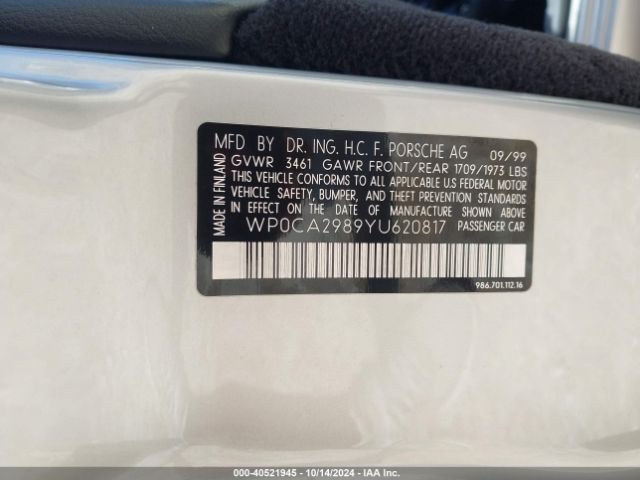 MFD BY DR. ING. H.C. F. PORSCHE AG 09/99
GVWR 3461 GAWR FRONT/REAR 1709/1973 LBS
THIS VEHICLE CONFORMS TO ALL APPLICABLE U.S FEDERAL MOTOR
VEHICLE SAFETY, BUMPER, AND THEFT PREVENTION STANDARDS
IN EFFECT ON THE DATE OF MANUFACTURE SHOWN ABOVE
WP0CA2989YU620817 PASSENGER CAR
MADE IN FINLAND
986.701.112.16
000-40521945 - 10/14/2024 - IAA Inc.